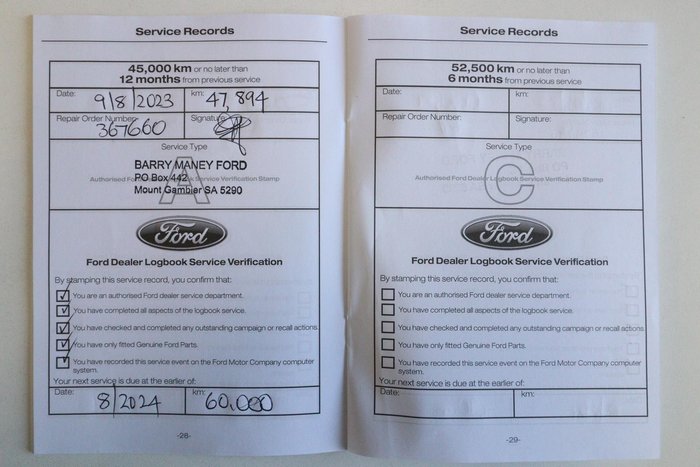 Service Records
45,000 km or no later than
12 months from previous service
Date: 9/8/2023 km: 47,894
Repair Order Number: 367660 Signature:
Service Type
A
BARRY MANEY FORD
PO Box 442
Authorised Ford Dealer Logbook Service Verification Stamp
Mount Gambier SA 5290
Ford
Ford Dealer Logbook Service Verification
By stamping this service record, you confirm that:
You are an authorised Ford dealer service department.
You have completed all aspects of the logbook service.
You have checked and completed any outstanding campaign or recall actions
You have only fitted Genuine Ford Parts.
You have recorded this service event on the Ford Motor Company computer
system.
Your next service is due at the earlier of:
Date: 8/2024 km: 60,000
-28-
Service Records
52,500 km or no later than
6 months from previous service
Date: km:
Repair Order Number: Signature:
Service Type
C
Authorised Ford Dealer Logbook Service Verification Stamp
Ford
Ford Dealer Logbook Service Verification
By stamping this service record, you confirm that:
You are an authorised Ford dealer service department.
You have completed all aspects of the logbook service.
You have checked and completed any outstanding campaign or recall actions
You have only fitted Genuine Ford Parts.
You have recorded this service event on the Ford Motor Company computer
system.
Your next service is due at the earlier of:
Date: km:
-29-